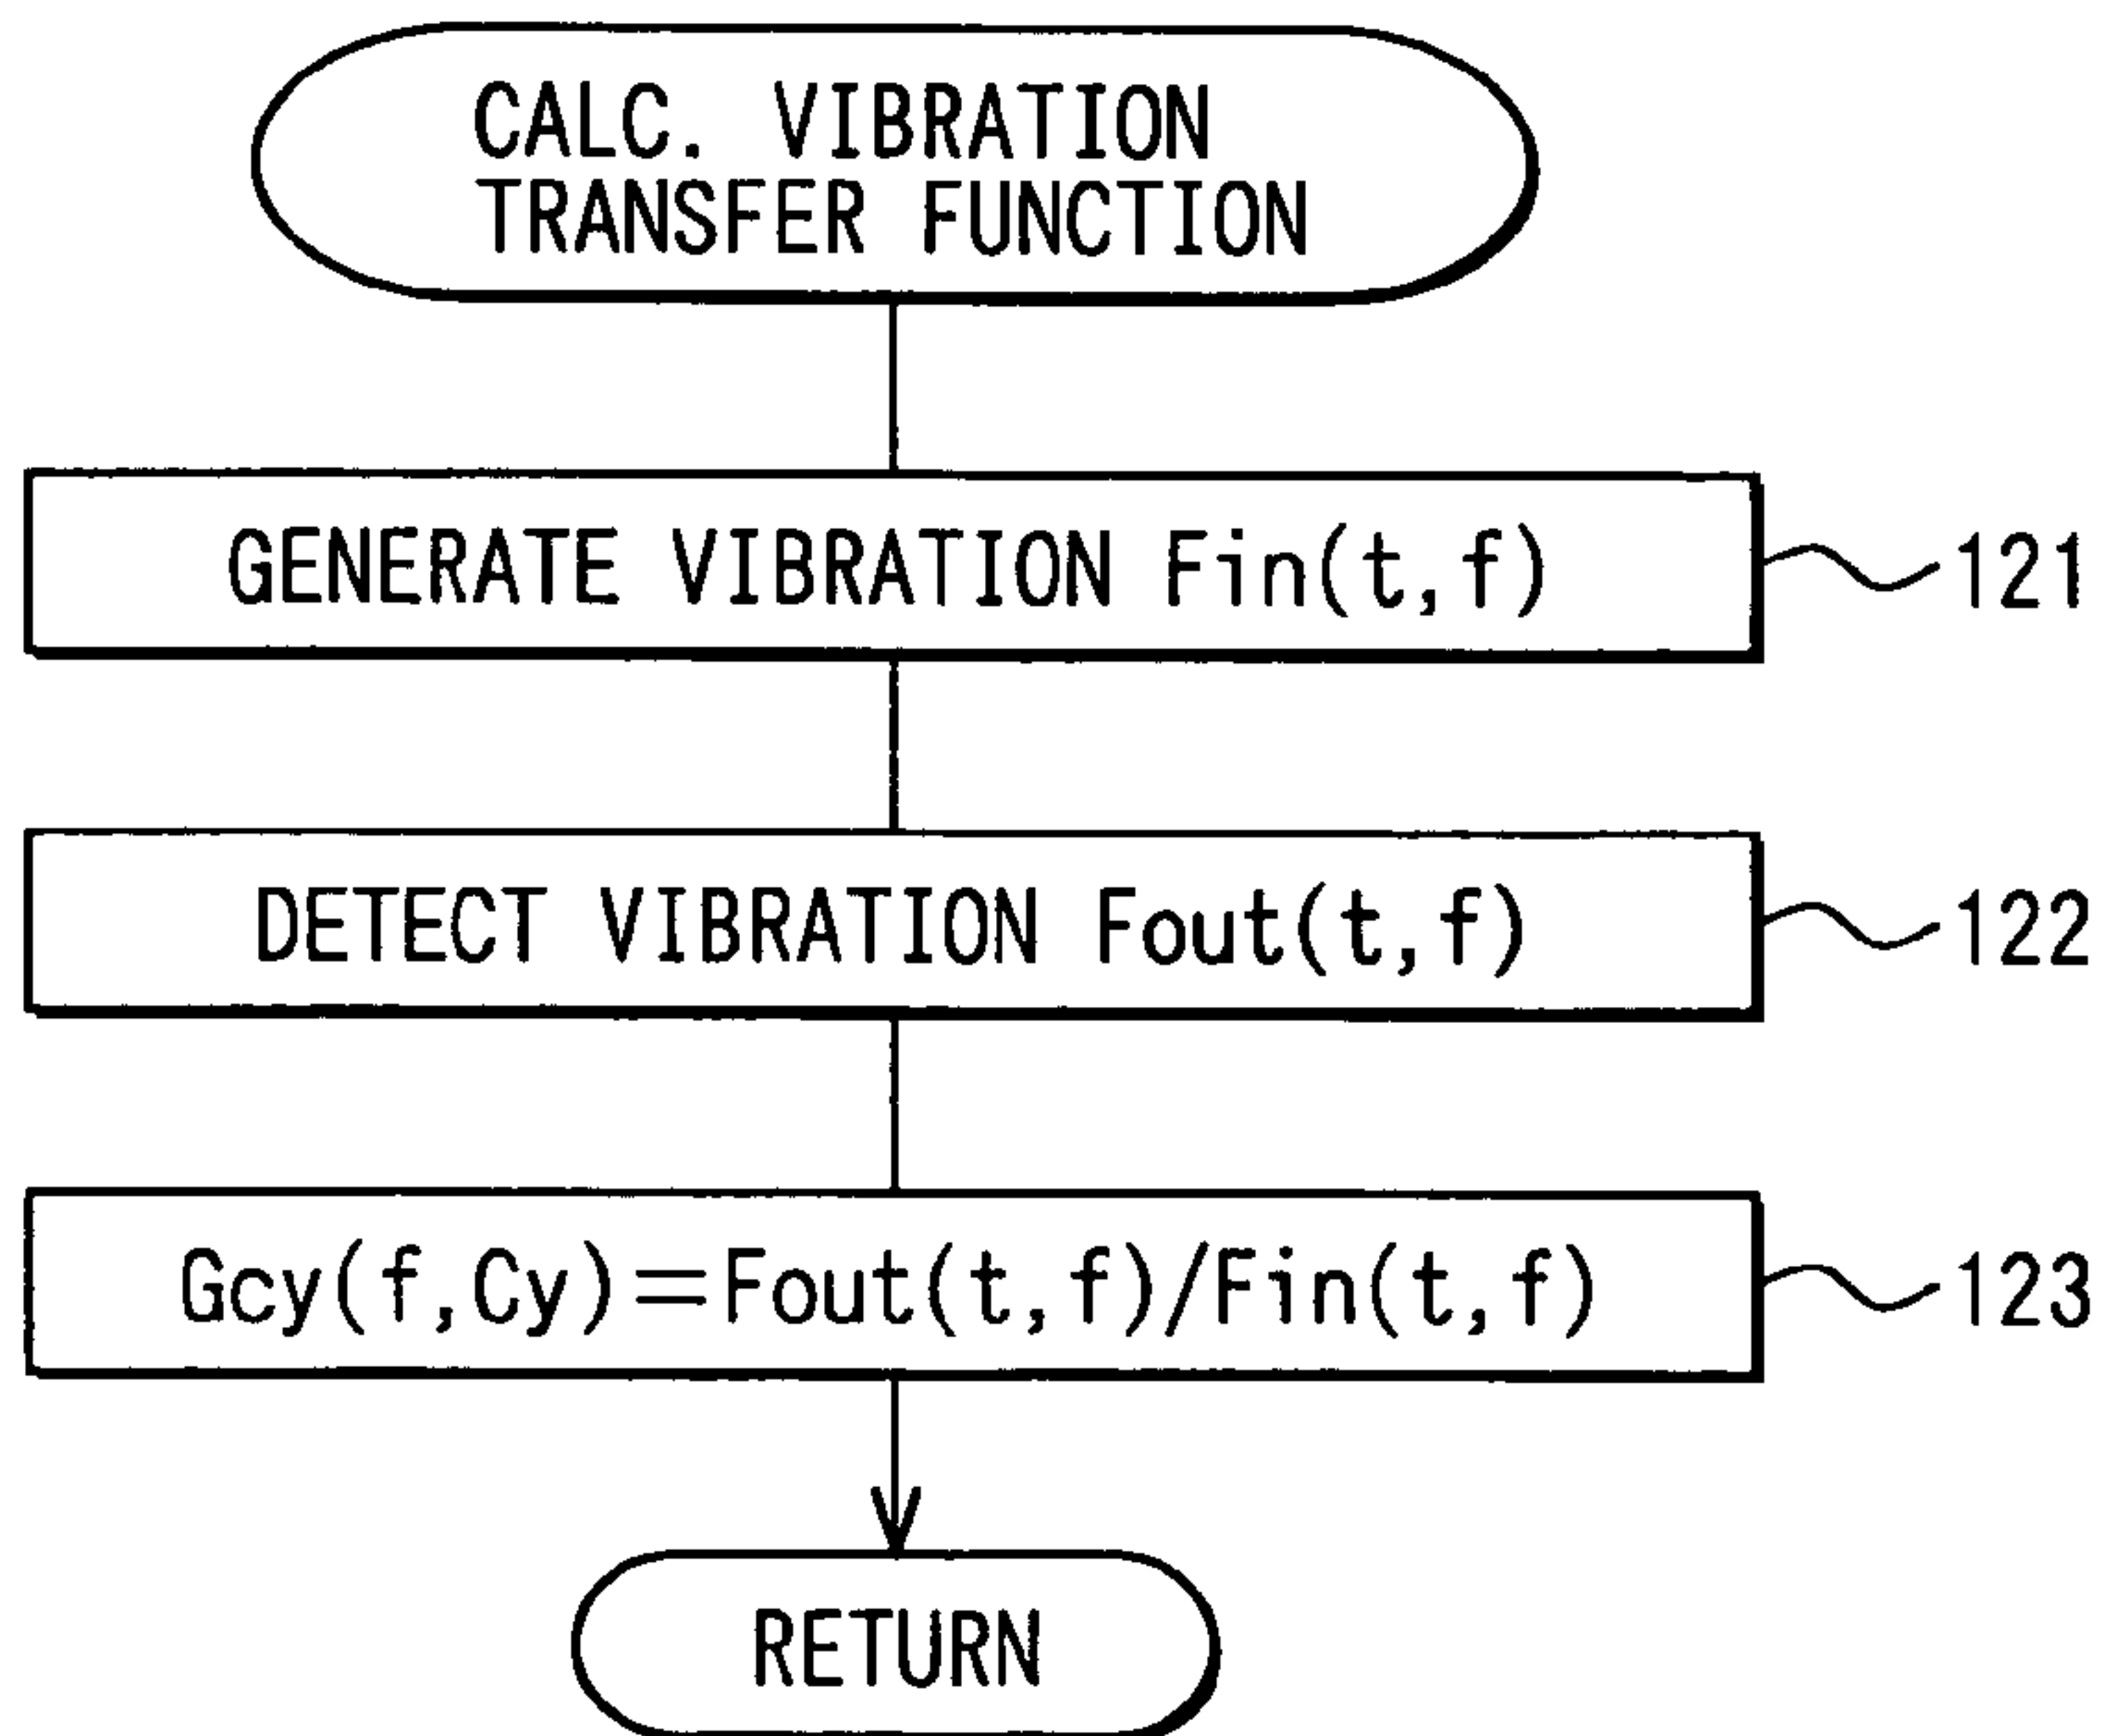 CALC. VIBRATION
TRANSFER FUNCTION
GENERATE VIBRATION Fin(t,f)
121
DETECT VIBRATION Fout(t,f)
122
Gcy(f,Cy)=Fout(t,f)/Fin(t,f)
123
RETURN